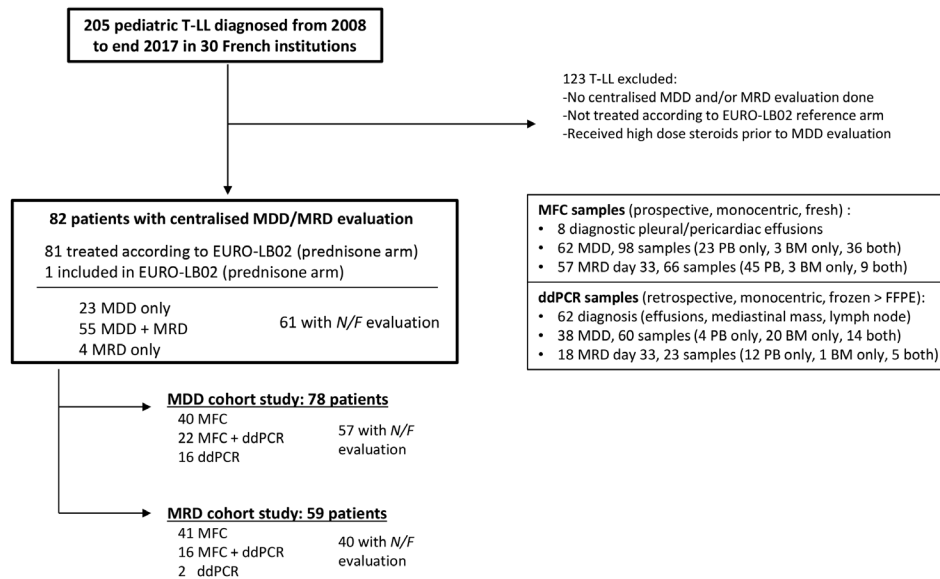 205 pediatric T-LL diagnosed from 2008
to end 2017 in 30 French institutions
123 T-LL excluded:
-No centralised MDD and/or MRD evaluation done
-Not treated according to EURO-LB02 reference arm
-Received high dose steroids prior to MDD evaluation
82 patients with centralised MDD/MRD evaluation
81 treated according to EURO-LB02 (prednisone arm)
1 included in EURO-LB02 (prednisone arm)
23 MDD only
55 MDD + MRD
4 MRD only
61 with N/F evaluation
MFC samples (prospective, monocentric, fresh) :
• 8 diagnostic pleural/pericardiac effusions
• 62 MDD, 98 samples (23 PB only, 3 BM only, 36 both)
• 57 MRD day 33, 66 samples (45 PB, 3 BM only, 9 both)
ddPCR samples (retrospective, monocentric, frozen > FFPE):
• 62 diagnosis (effusions, mediastinal mass, lymph node)
• 38 MDD, 60 samples (4 PB only, 20 BM only, 14 both)
• 18 MRD day 33, 23 samples (12 PB only, 1 BM only, 5 both)
MDD cohort study: 78 patients
40 MFC
22 MFC + ddPCR
16 ddPCR
57 with N/F
evaluation
MRD cohort study: 59 patients
41 MFC
16 MFC + ddPCR
2 ddPCR
40 with N/F
evaluation